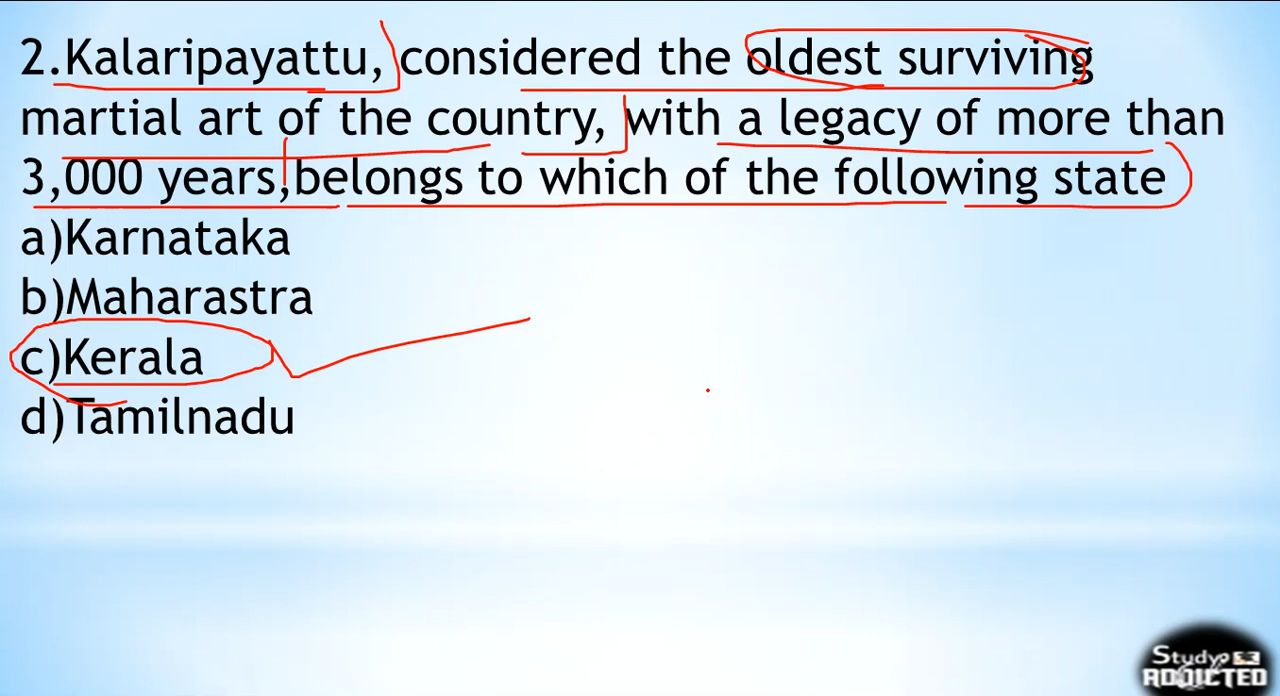 2.Kalaripayattu, considered the oldest surviving
martial art of the country, with a legacy of more than
3,000 years,belongs to which of the following state
a)Karnataka
b)Maharastra
c)Kerala
d)Tamilnadu
Study
ADDICTED